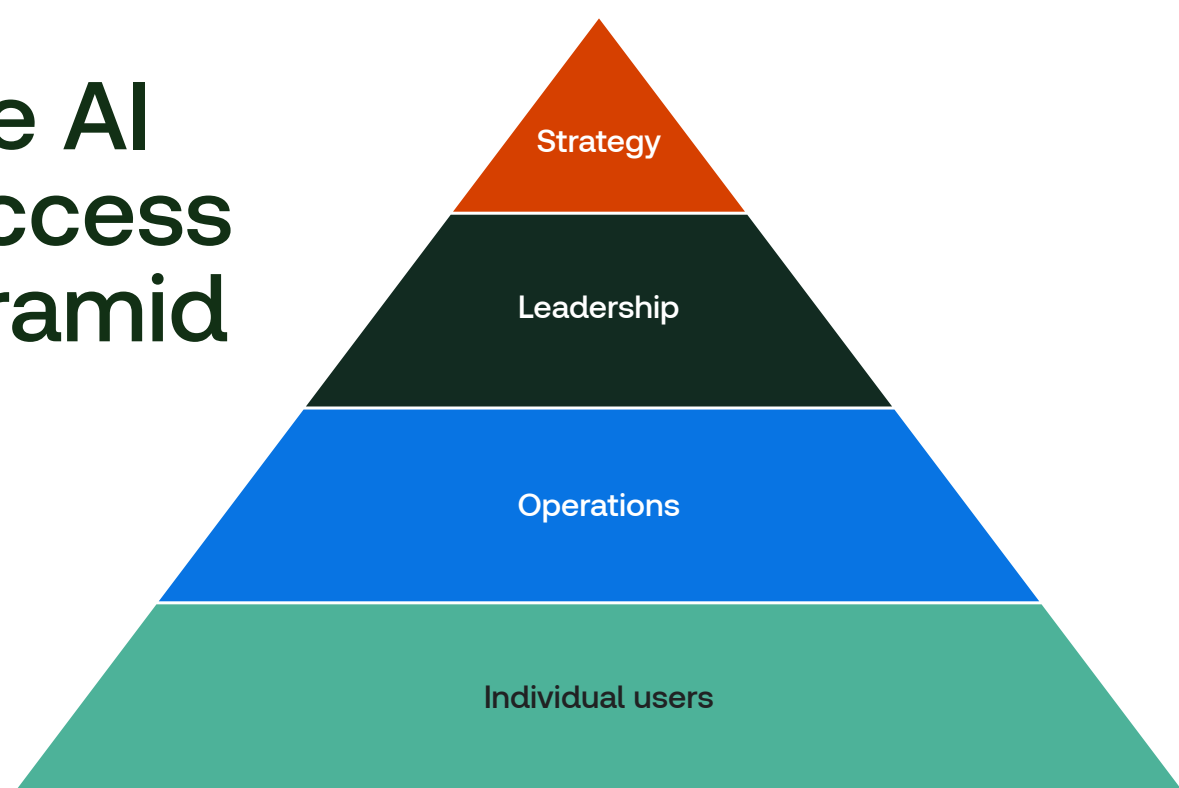 e AI
ccess
ramid
Strategy
Leadership
Operations
Individual users